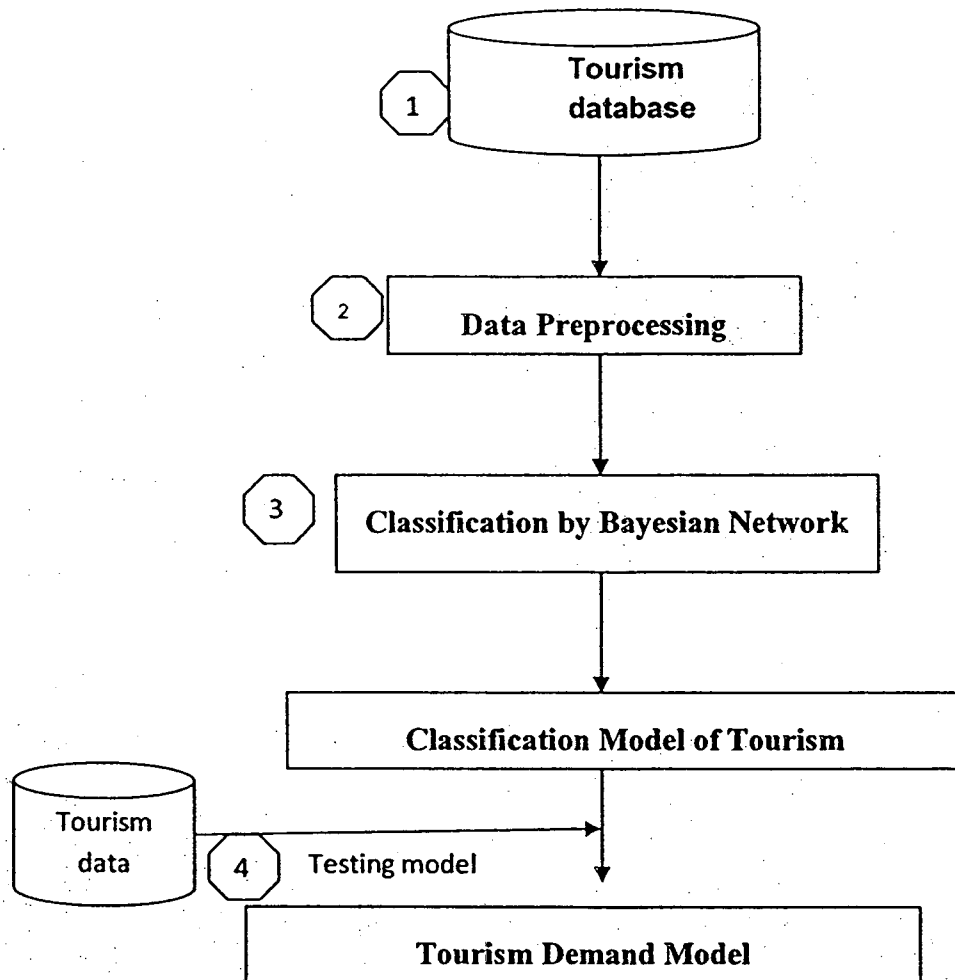 Tourism
database
1
2
Data Preprocessing
3
Classification by Bayesian Network
Classification Model of Tourism
Tourism
data
4
Testing model
Tourism Demand Model